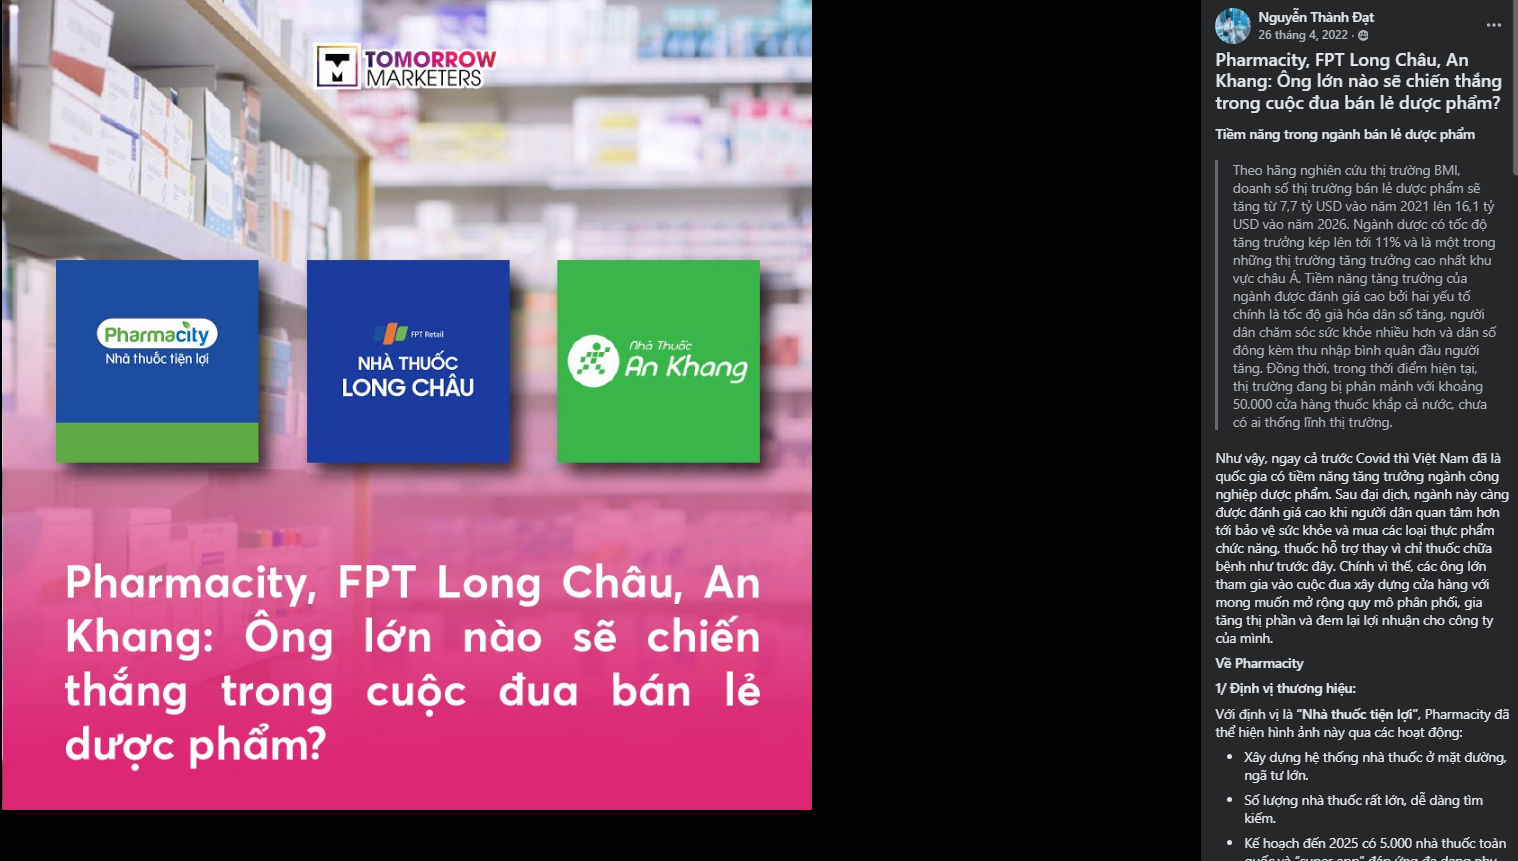 TOMORROW
MARKETERS
Pharmacity
Nhà thuốc tiện lợi
FPT Retail
NHÀ THUỐC
LONG CHÂU
Nhà Thuốc
An Khang
Pharmacity, FPT Long Châu, An
Khang: Ông lớn nào sẽ chiến
thắng trong cuộc đua bán lẻ
dược phẩm?
Nguyễn Thành Đạt
26 tháng 4, 2022 ·
Pharmacity, FPT Long Châu, An
Khang: Ông lớn nào sẽ chiến thắng
trong cuộc đua bán lẻ dược phẩm?
Tiềm năng trong ngành bán lẻ dược phẩm
Theo hãng nghiên cứu thị trường BMI,
doanh số thị trường bán lẻ dược phẩm sẽ
tăng từ 7,7 tỷ USD vào năm 2021 lên 16,1 tỷ
USD vào năm 2026. Ngành dược có tốc độ
tăng trưởng kép lên tới 11% và là một trong
những thị trường tăng trưởng cao nhất khu
vực châu Á. Tiềm năng tăng trưởng của
ngành được đánh giá cao bởi hai yếu tố
chính là tốc độ già hóa dân số tăng, người
dân chăm sóc sức khỏe nhiều hơn và dân số
đông kèm thu nhập bình quân đầu người
tăng. Đồng thời, trong thời điểm hiện tại,
thị trường đang bị phân mảnh với khoảng
50.000 cửa hàng thuốc khắp cả nước, chưa
có ai thống lĩnh thị trường.
Như vậy, ngay cả trước Covid thì Việt Nam đã là
quốc gia có tiềm năng tăng trưởng ngành công
nghiệp dược phẩm. Sau đại dịch, ngành này càng
được đánh giá cao khi người dân quan tâm hơn
tới bảo vệ sức khỏe và mua các loại thực phẩm
chức năng, thuốc hỗ trợ thay vì chỉ thuốc chữa
bệnh như trước đây. Chính vì thế, các ông lớn
tham gia vào cuộc đua xây dựng cửa hàng với
mong muốn mở rộng quy mô phân phối, gia
tăng thị phần và đem lại lợi nhuận cho công ty
của mình.
Về Pharmacity
1/ Định vị thương hiệu:
Với định vị là “Nhà thuốc tiện lợi”, Pharmacity đã
thể hiện hình ảnh này qua các hoạt động:
• Xây dựng hệ thống nhà thuốc ở mặt đường,
ngã tư lớn.
• Số lượng nhà thuốc rất lớn, dễ dàng tìm
kiếm.
• Kế hoạch đến 2025 có 5.000 nhà thuốc toàn
quốc và “super app” đáp ứng đa dạng nhu